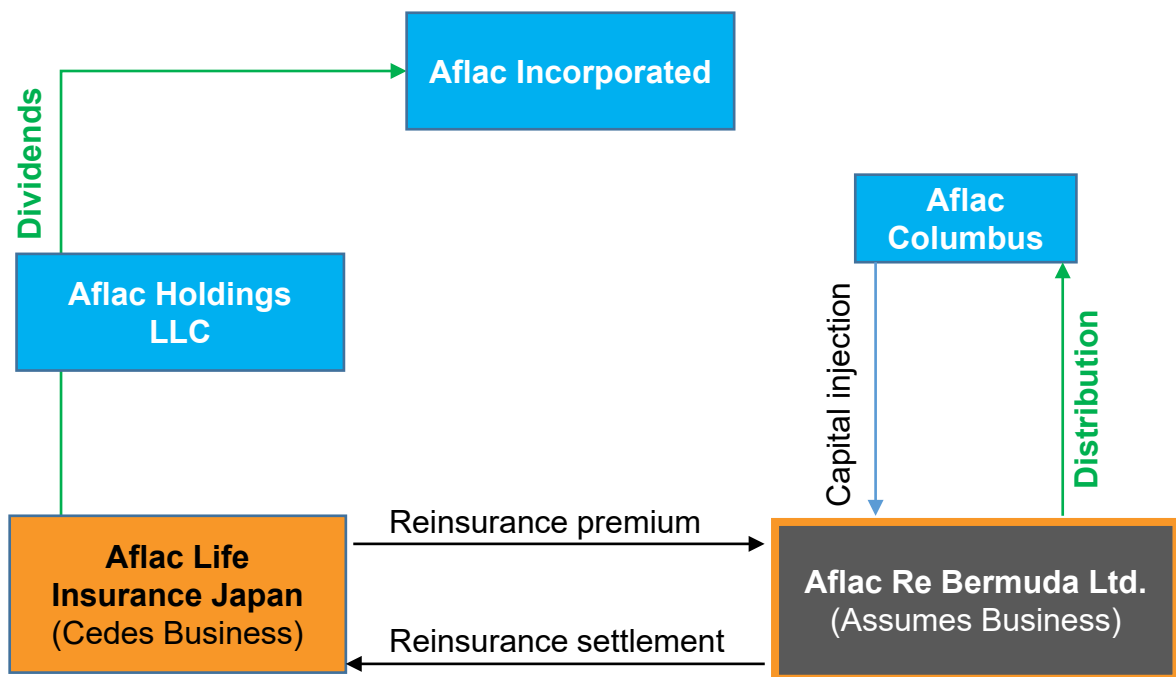 Aflac Incorporated
Dividends
Aflac
Columbus
Aflac Holdings
LLC
Capital injection
Distribution
Reinsurance premium
Aflac Life
Insurance Japan
(Cedes Business)
Aflac Re Bermuda Ltd.
(Assumes Business)
Reinsurance settlement